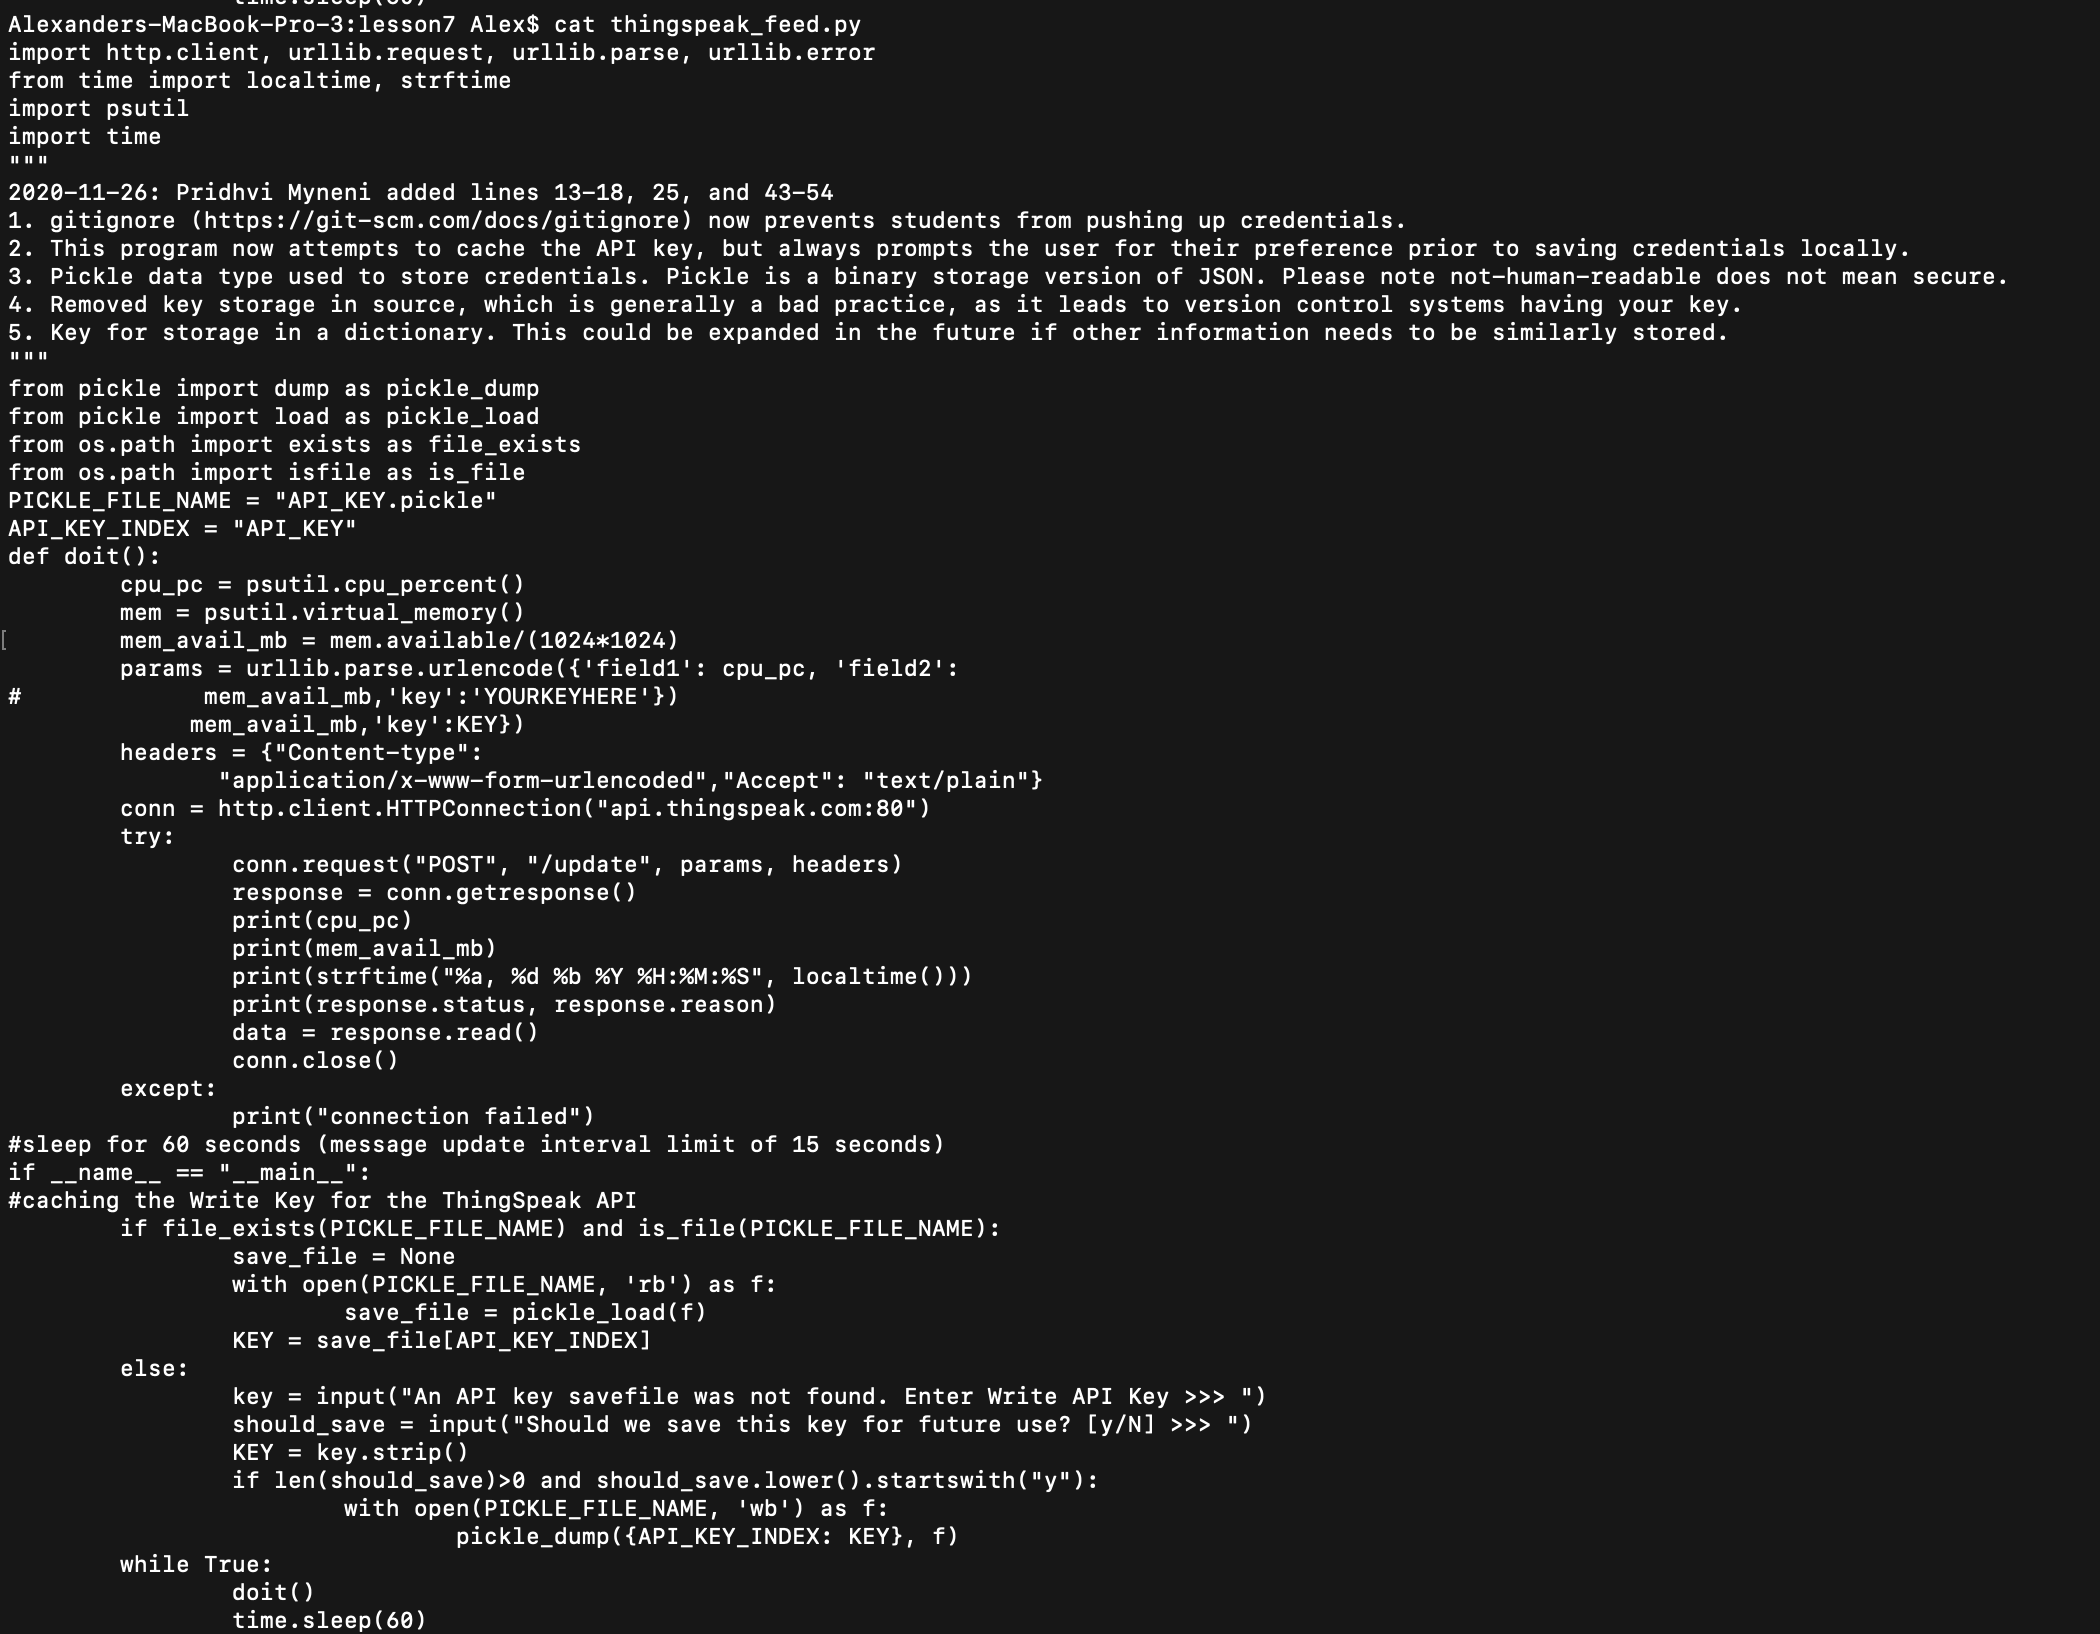 time.sleep(60)
Alexanders-MacBook-Pro-3:lesson7 Alex$ cat thingspeak_feed.py
import http.client, urllib.request, urllib.parse, urllib.error
from time import localtime, strftime
import psutil
import time
"""
2020-11-26: Pridhvi Myneni added lines 13-18, 25, and 43-54
1. gitignore (https://git-scm.com/docs/gitignore) now prevents students from pushing up credentials.
2. This program now attempts to cache the API key, but always prompts the user for their preference prior to saving credentials locally.
3. Pickle data type used to store credentials. Pickle is a binary storage version of JSON. Please note not-human-readable does not mean secure.
4. Removed key storage in source, which is generally a bad practice, as it leads to version control systems having your key.
5. Key for storage in a dictionary. This could be expanded in the future if other information needs to be similarly stored.
"""
from pickle import dump as pickle_dump
from pickle import load as pickle_load
from os.path import exists as file_exists
from os.path import isfile as is_file
PICKLE_FILE_NAME = "API_KEY.pickle"
API_KEY_INDEX = "API_KEY"
def doit():
        cpu_pc = psutil.cpu_percent()
        mem = psutil.virtual_memory()
[       mem_avail_mb = mem.available/(1024*1024)
        params = urllib.parse.urlencode({'field1': cpu_pc, 'field2':
#             mem_avail_mb,'key':'YOURKEYHERE'})
             mem_avail_mb,'key':KEY})
        headers = {"Content-type":
               "application/x-www-form-urlencoded","Accept": "text/plain"}
        conn = http.client.HTTPConnection("api.thingspeak.com:80")
        try:
                conn.request("POST", "/update", params, headers)
                response = conn.getresponse()
                print(cpu_pc)
                print(mem_avail_mb)
                print(strftime("%a, %d %b %Y %H:%M:%S", localtime()))
                print(response.status, response.reason)
                data = response.read()
                conn.close()
        except:
                print("connection failed")
#sleep for 60 seconds (message update interval limit of 15 seconds)
if __name__ == "__main__":
#caching the Write Key for the ThingSpeak API
        if file_exists(PICKLE_FILE_NAME) and is_file(PICKLE_FILE_NAME):
                save_file = None
                with open(PICKLE_FILE_NAME, 'rb') as f:
                        save_file = pickle_load(f)
                KEY = save_file[API_KEY_INDEX]
        else:
                key = input("An API key savefile was not found. Enter Write API Key >>> ")
                should_save = input("Should we save this key for future use? [y/N] >>> ")
                KEY = key.strip()
                if len(should_save)>0 and should_save.lower().startswith("y"):
                        with open(PICKLE_FILE_NAME, 'wb') as f:
                                pickle_dump({API_KEY_INDEX: KEY}, f)
        while True:
                doit()
                time.sleep(60)